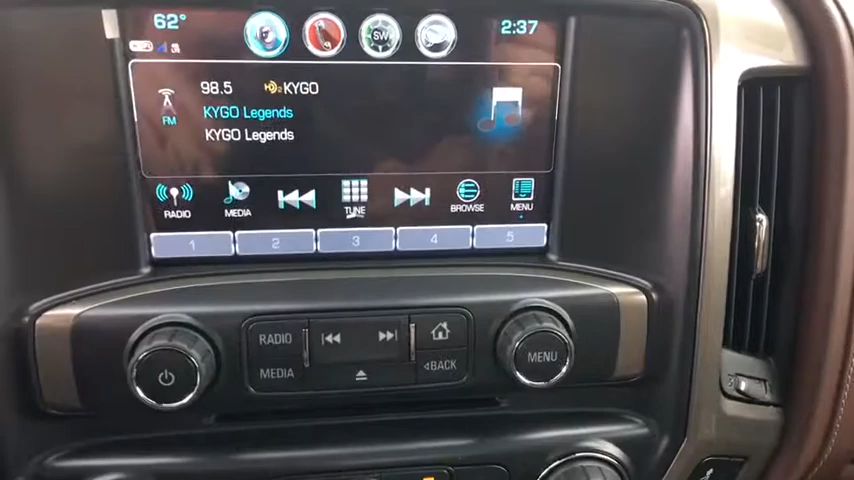 62° SW 2:37
98.5 HD2 KYGO
FM KYGO Legends
KYGO Legends
RADIO MEDIA TUNE BROWSE MENU
1 2 3 4 5
RADIO
MEDIA BACK
MENU